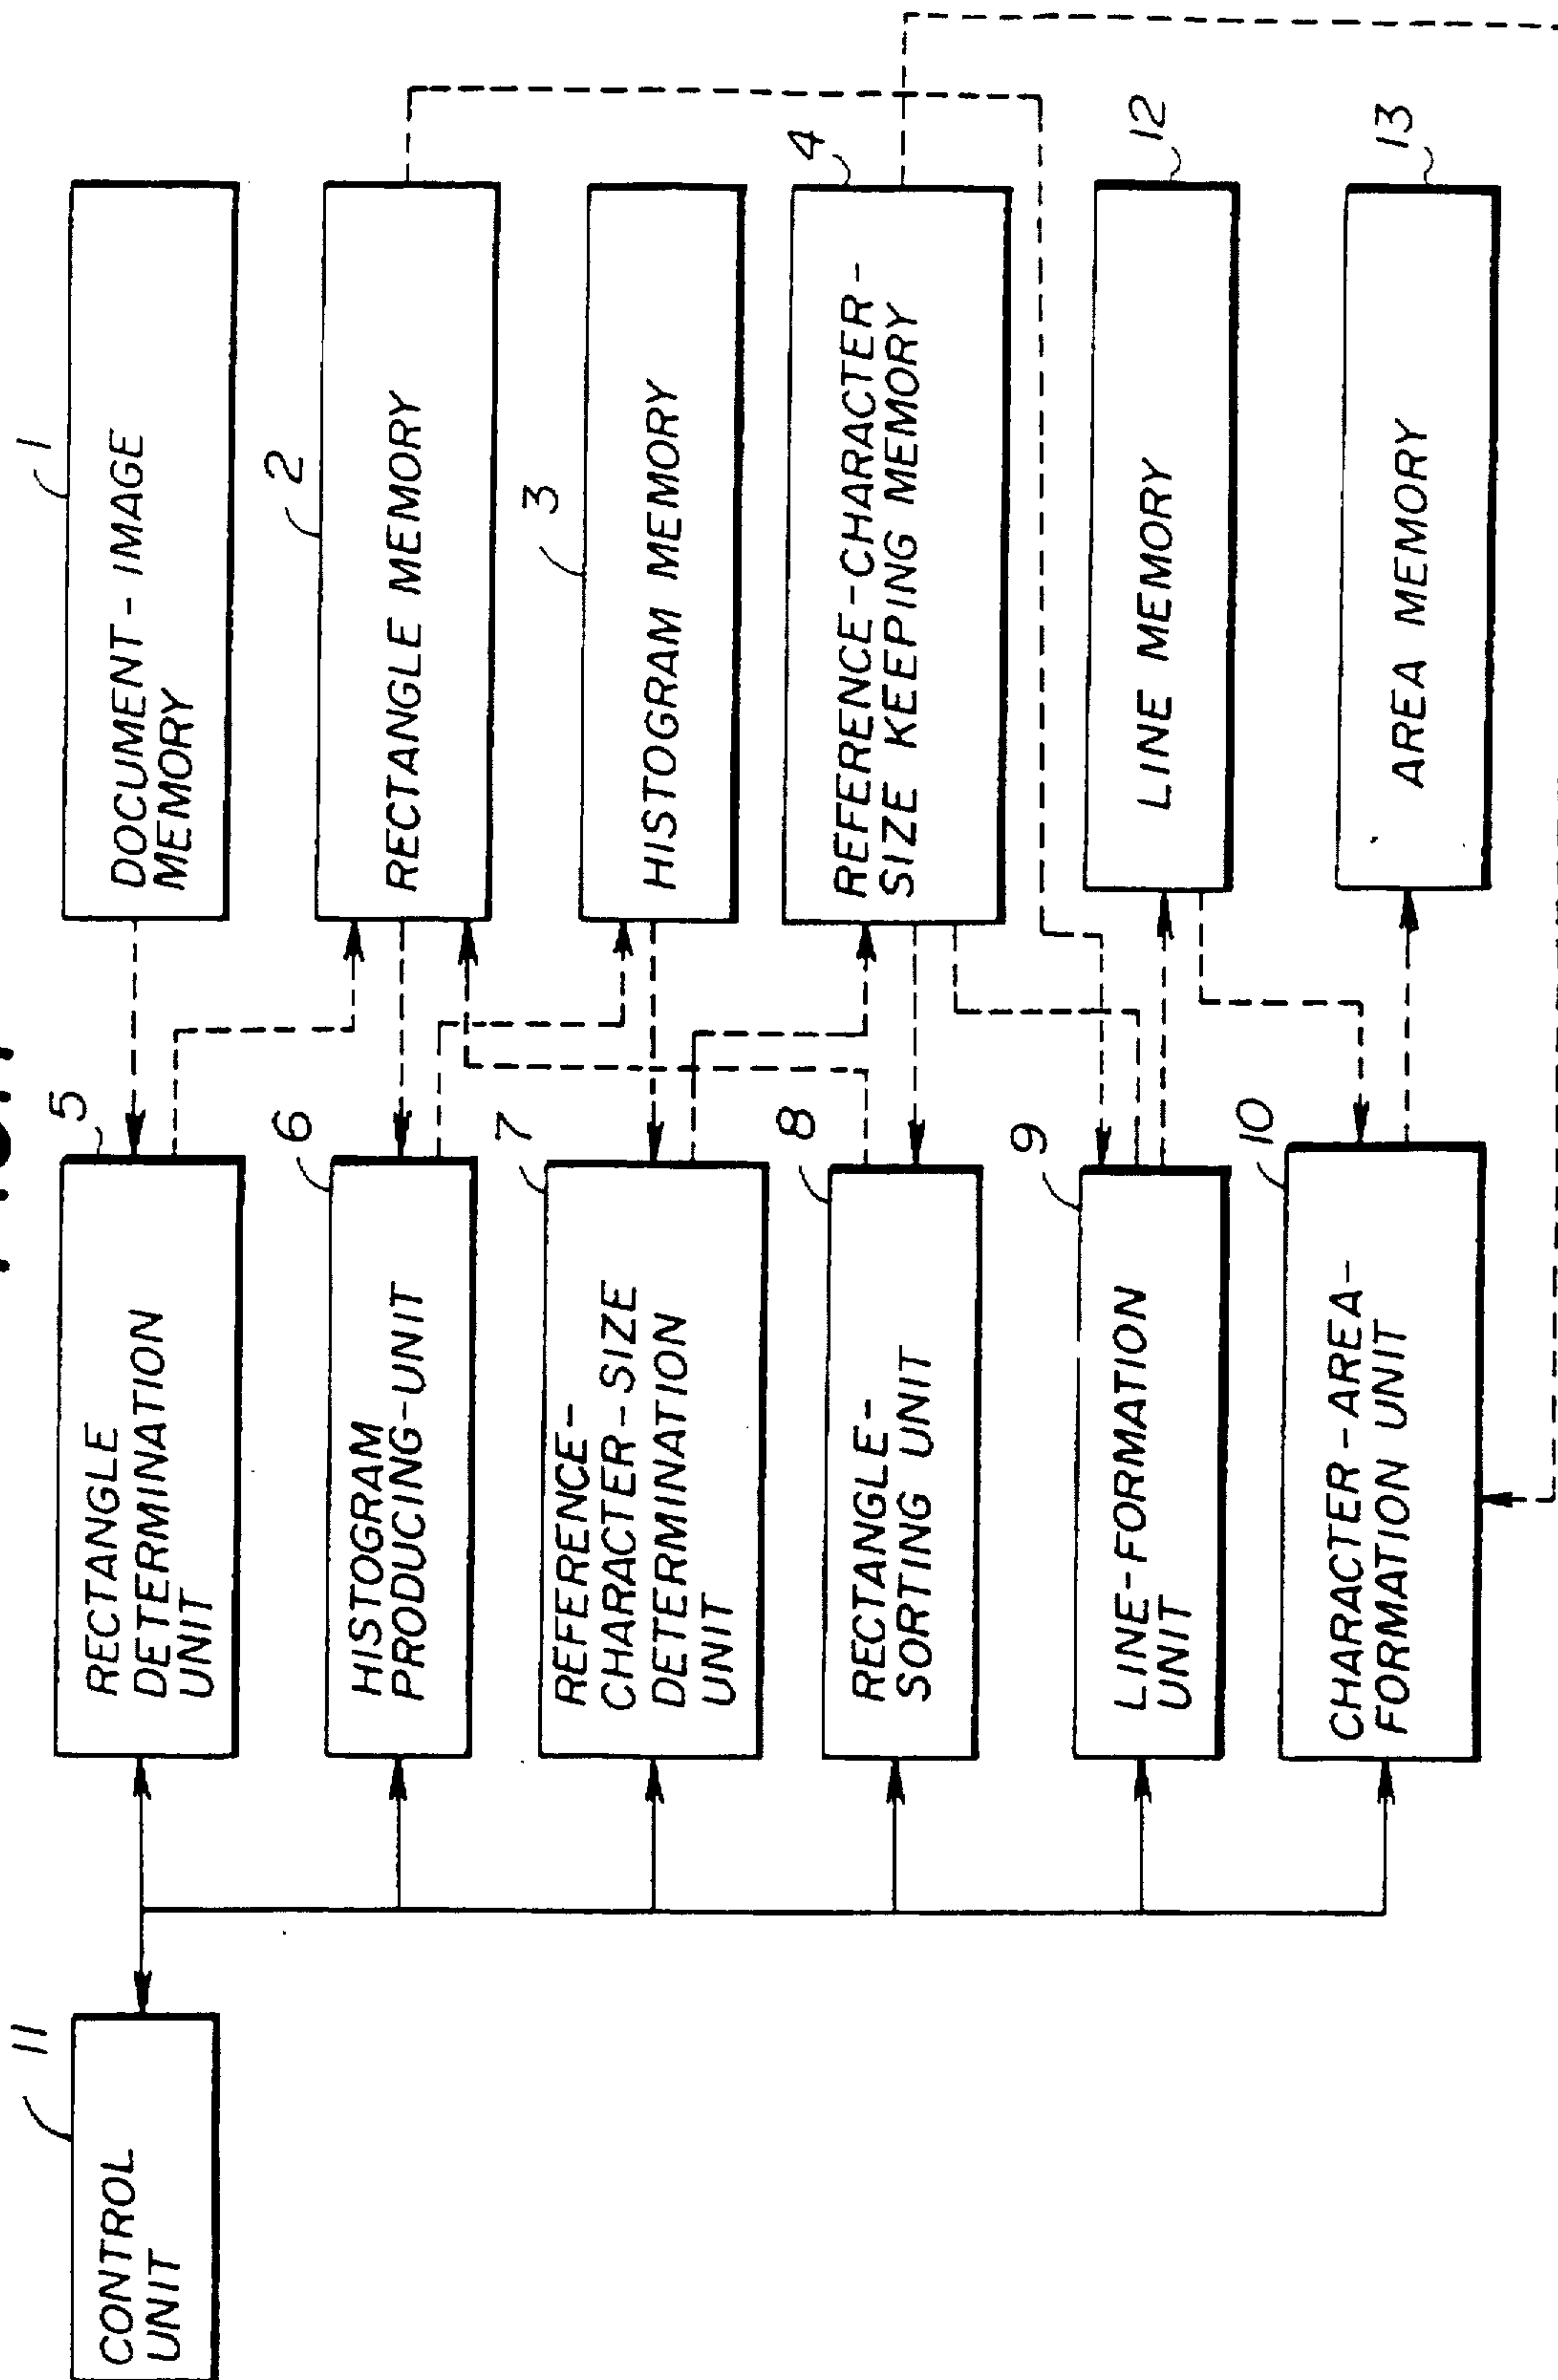 11
CONTROL
UNIT
5
RECTANGLE
DETERMINATION
UNIT
6
HISTOGRAM
PRODUCING-UNIT
7
REFERENCE-
CHARACTER-SIZE
DETERMINATION
UNIT
8
RECTANGLE-
SORTING UNIT
9
LINE-FORMATION
UNIT
10
CHARACTER-AREA-
FORMATION UNIT
1
DOCUMENT-IMAGE
MEMORY
2
RECTANGLE MEMORY
3
HISTOGRAM MEMORY
4
REFERENCE-CHARACTER-
SIZE KEEPING MEMORY
12
LINE MEMORY
13
AREA MEMORY